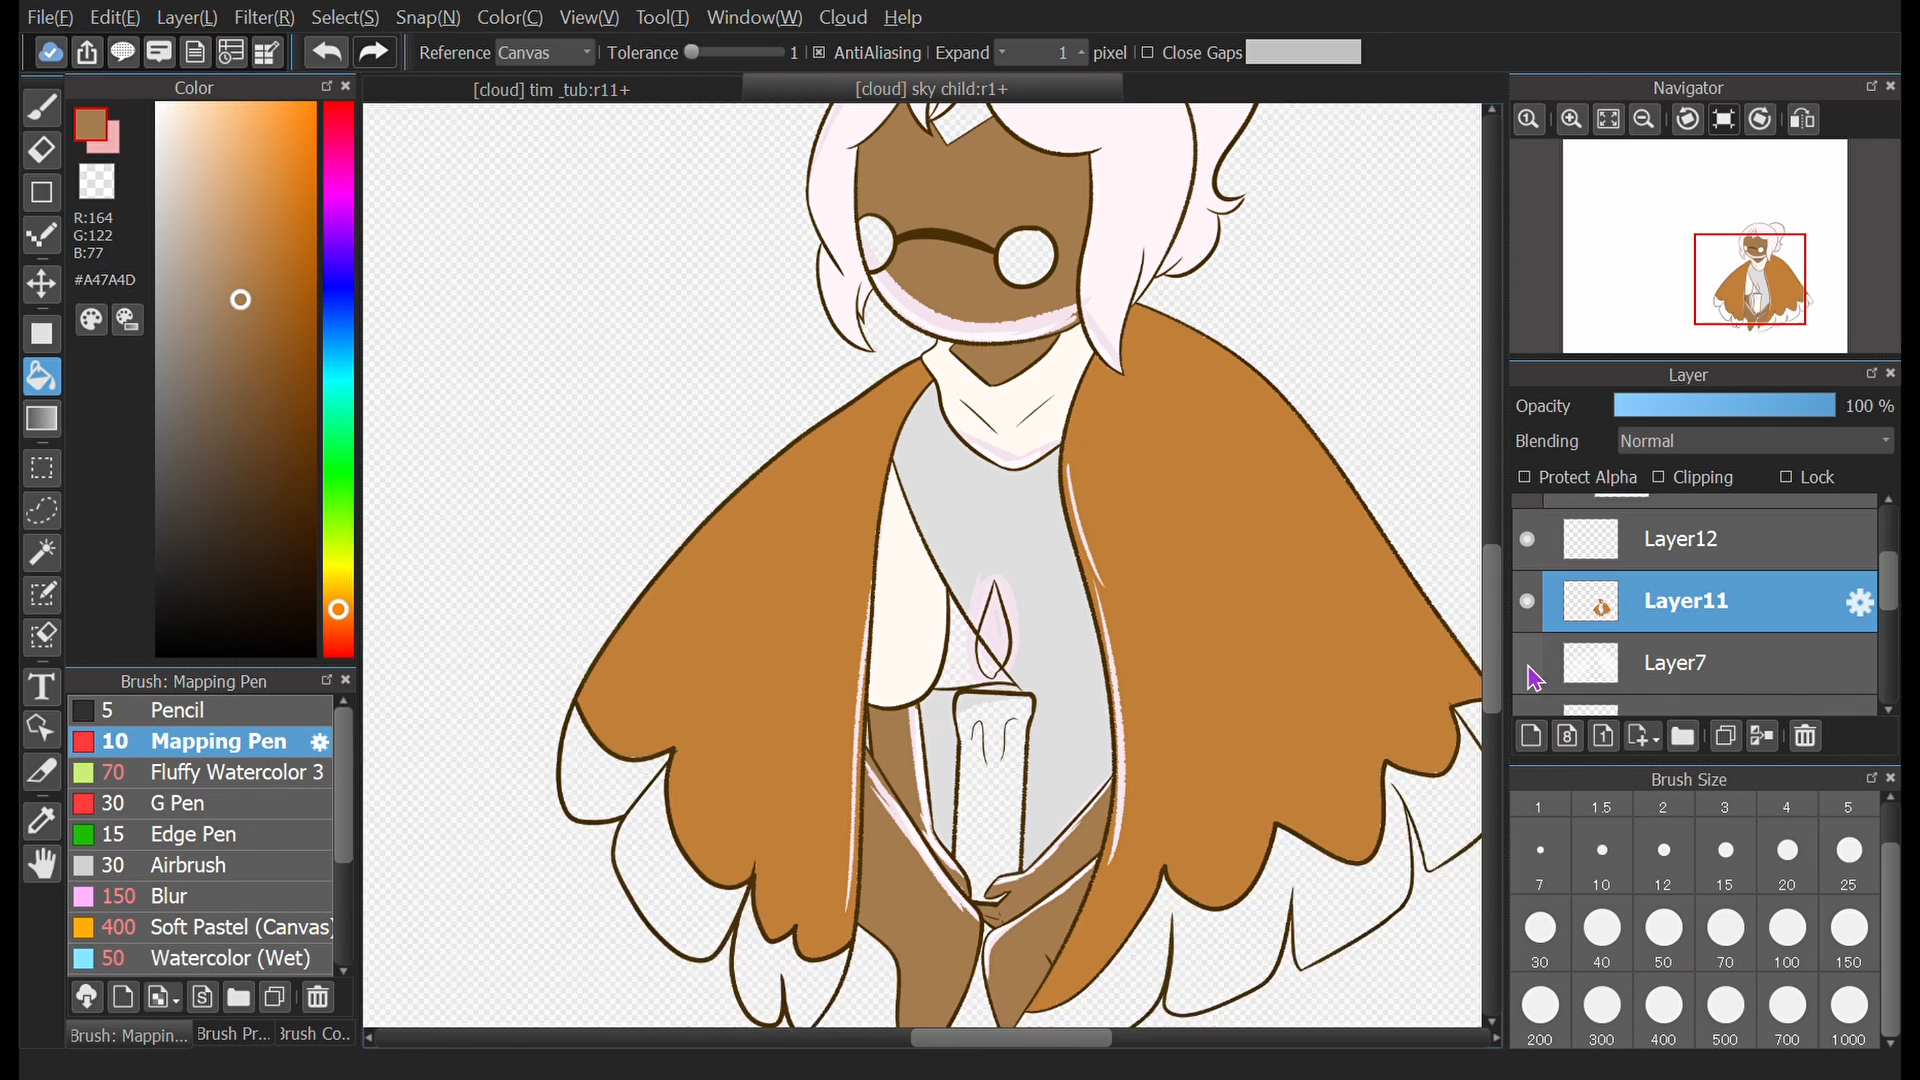 File(F) Edit(E) Layer(L) Filter(R) Select(S) Snap(N) Color(C) View(V) Tool(T) Window(W) Cloud Help
Reference Canvas Tolerance 1 AntiAliasing Expand 1 pixel Close Gaps
Color
[cloud] tim _tub:r11+
[cloud] sky child:r1+
R:164
G:122
B:77
#A47A4D
Brush: Mapping Pen
5 Pencil
10 Mapping Pen
70 Fluffy Watercolor 3
30 G Pen
15 Edge Pen
30 Airbrush
150 Blur
400 Soft Pastel (Canvas)
50 Watercolor (Wet)
Brush: Mappin... Brush Pr... Brush Co..
Navigator
Layer
Opacity 100 %
Blending Normal
Protect Alpha Clipping Lock
Layer12
Layer11
Layer7
8 1
Brush Size
1 1.5 2 3 4 5
7 10 12 15 20 25
30 40 50 70 100 150
200 300 400 500 700 1000